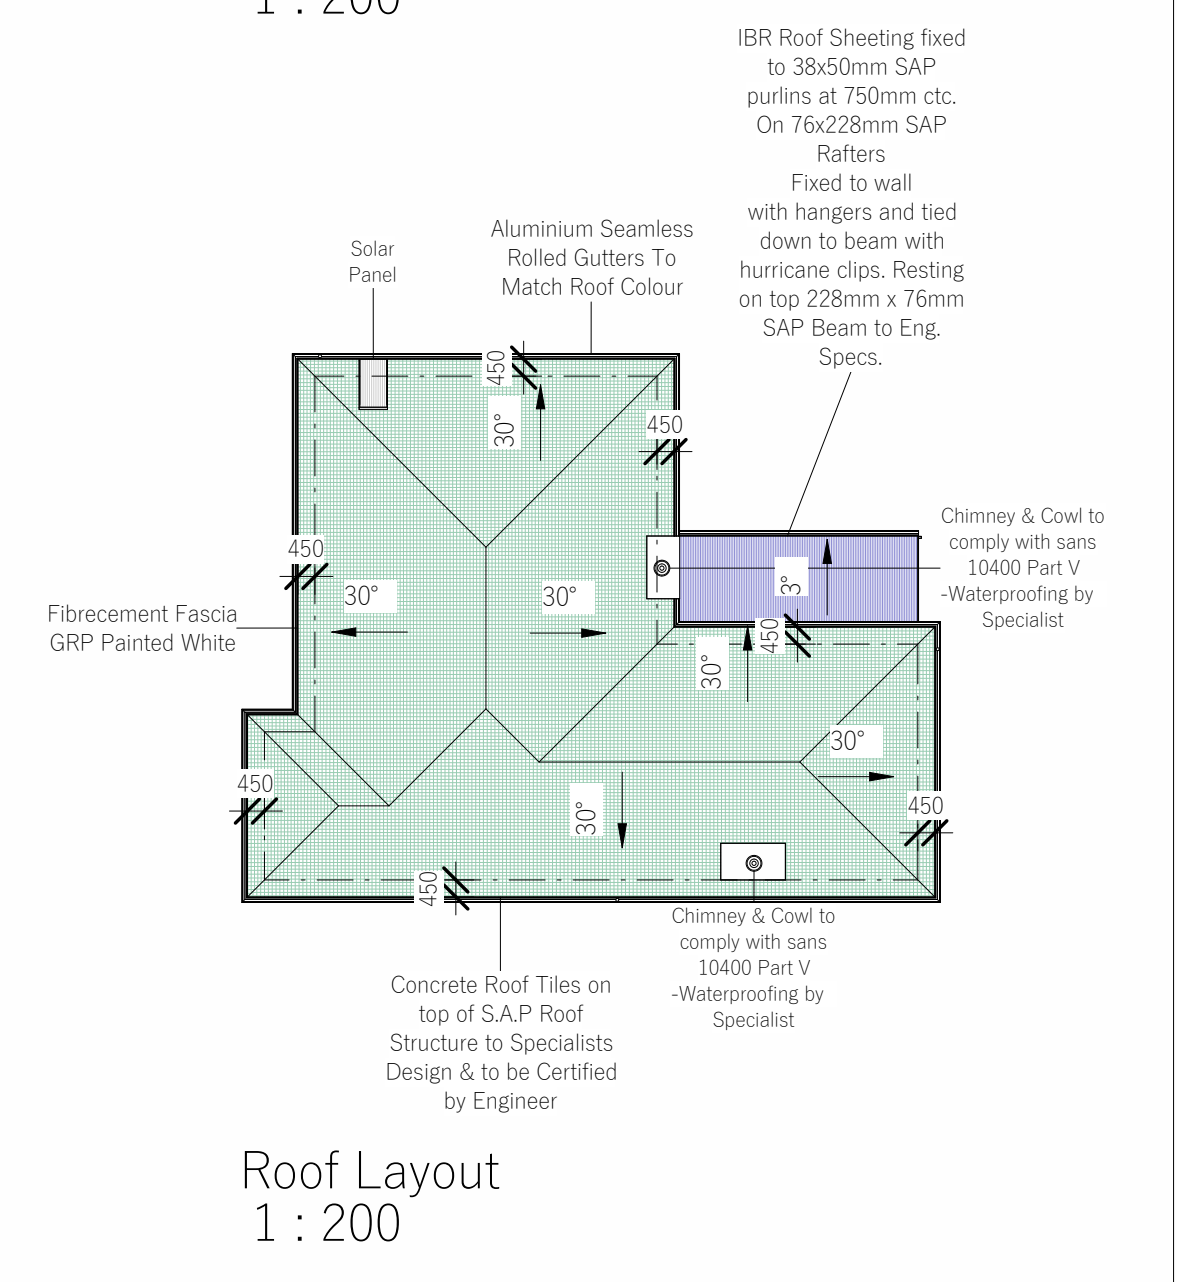 1 : 200
IBR Roof Sheeting fixed
to 38x50mm SAP
purlins at 750mm ctc.
On 76x228mm SAP
Rafters
Fixed to wall
with hangers and tied
down to beam with
hurricane clips. Resting
on top 228mm x 76mm
SAP Beam to Eng.
Specs.
Aluminium Seamless
Rolled Gutters To
Match Roof Colour
Solar
Panel
450
30°
450
Chimney & Cowl to
comply with sans
10400 Part V
-Waterproofing by
Specialist
450
30°
30°
3°
Fibrecement Fascia
GRP Painted White
450
30°
30°
450
30°
450
450
Chimney & Cowl to
comply with sans
10400 Part V
-Waterproofing by
Specialist
Concrete Roof Tiles on
top of S.A.P Roof
Structure to Specialists
Design & to be Certified
by Engineer
Roof Layout
1 : 200